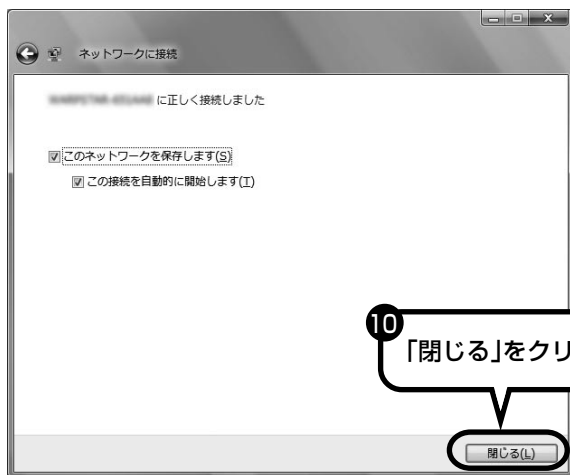 ネットワークに接続
に正しく接続しました
このネットワークを保存します(S)
この接続を自動的に開始します(T)
10
「閉じる」をクリ
閉じる(L)